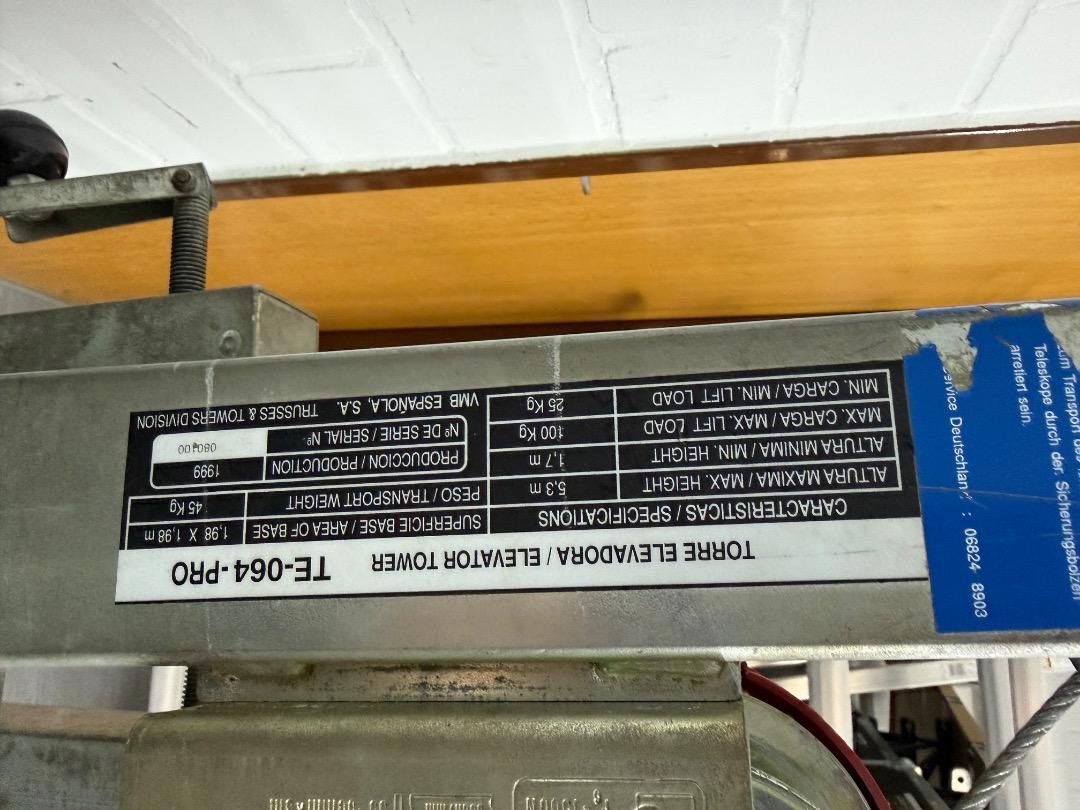 TORRE ELEVADORA / ELEVATOR TOWER TE-064-PRO
CARACTERISTICAS / SPECIFICATIONS
ALTURA MAXIMA / MAX. HEIGHT 5,3 m
ALTURA MINIMA / MIN. HEIGHT 1,7 m
MAX. CARGA / MAX. LIFT LOAD 100 Kg
MIN. CARGA / MIN. LIFT LOAD 25 Kg
SUPERFICIE BASE / AREA OF BASE 1,98 X 1,98 m
PESO / TRANSPORT WEIGHT 45 Kg
PRODUCCION / PRODUCTION 1999
Nº DE SERIE / SERIAL Nº
VMB ESPAÑOLA, S.A. TRUSSES & TOWERS DIVISION
Transport
Teleskope durch der Sicherungsbolzen
arretiert sein.
Deutschland : 06824 8903